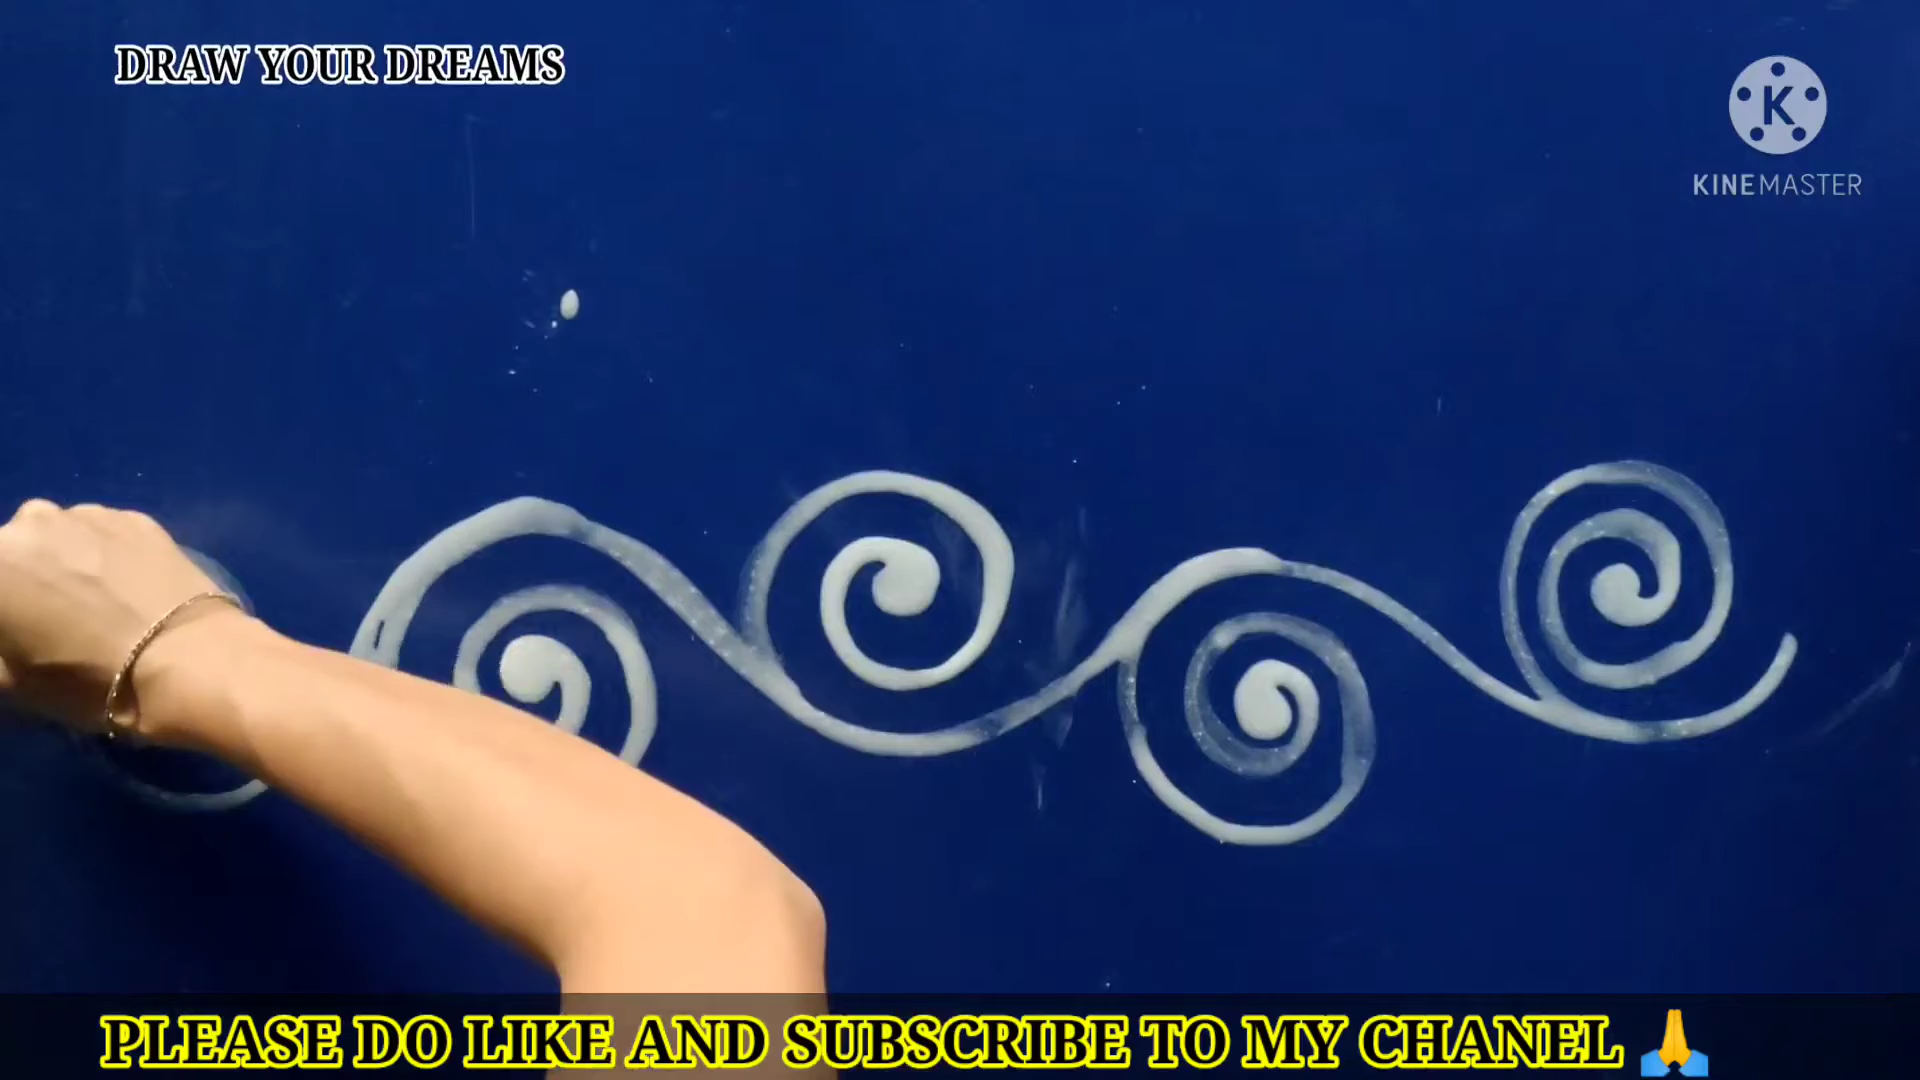 DRAW YOUR DREAMS
K
KINEMASTER
PLEASE DO LIKE AND SUBSCRIBE TO MY CHANEL 🙏